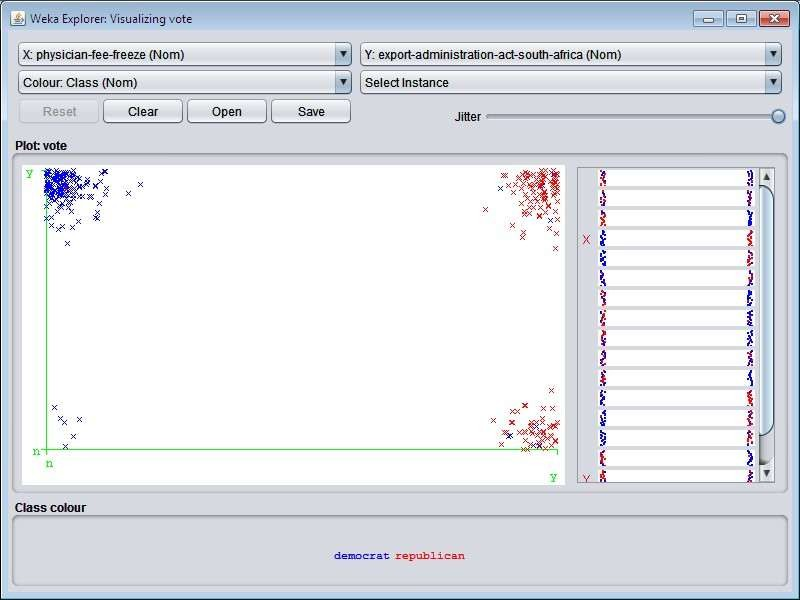 Weka Explorer: Visualizing vote
X: physician-fee-freeze (Nom) Y: export-administration-act-south-africa (Nom)
Colour: Class (Nom) Select Instance
Reset Clear Open Save Jitter
Plot: vote
y
X
n
n
y Y
Class colour
democrat republican